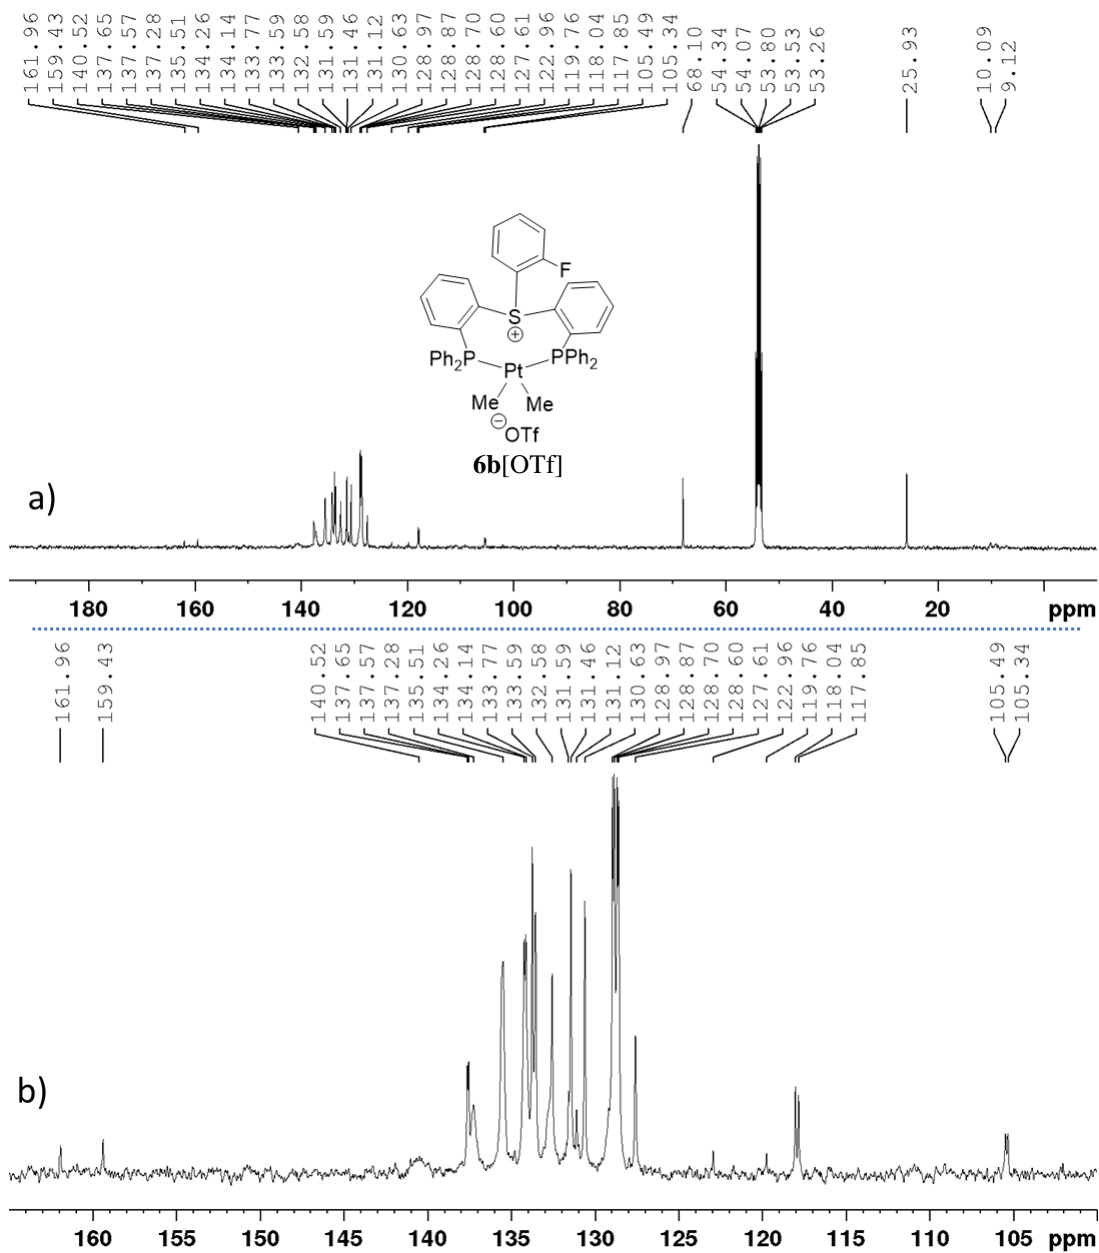 161.96 159.43 140.52 137.65 137.57 137.28 135.51 134.26 134.14 133.77 133.59 132.58 131.59 131.46 131.12 130.63 128.97 128.87 128.70 128.60 127.61 122.96 119.76 118.04 117.85 105.49 105.34 68.10 54.34 54.07 53.80 53.53 53.26 25.93 10.09 9.12
F
S
⊕
Ph2P PPh2
Pt
Me Me
⊖
OTf
6b[OTf]
a)
180 160 140 120 100 80 60 40 20 ppm
161.96 159.43 140.52 137.65 137.57 137.28 135.51 134.26 134.14 133.77 133.59 132.58 131.59 131.46 131.12 130.63 128.97 128.87 128.70 128.60 127.61 122.96 119.76 118.04 117.85 105.49 105.34
b)
160 155 150 145 140 135 130 125 120 115 110 105 ppm